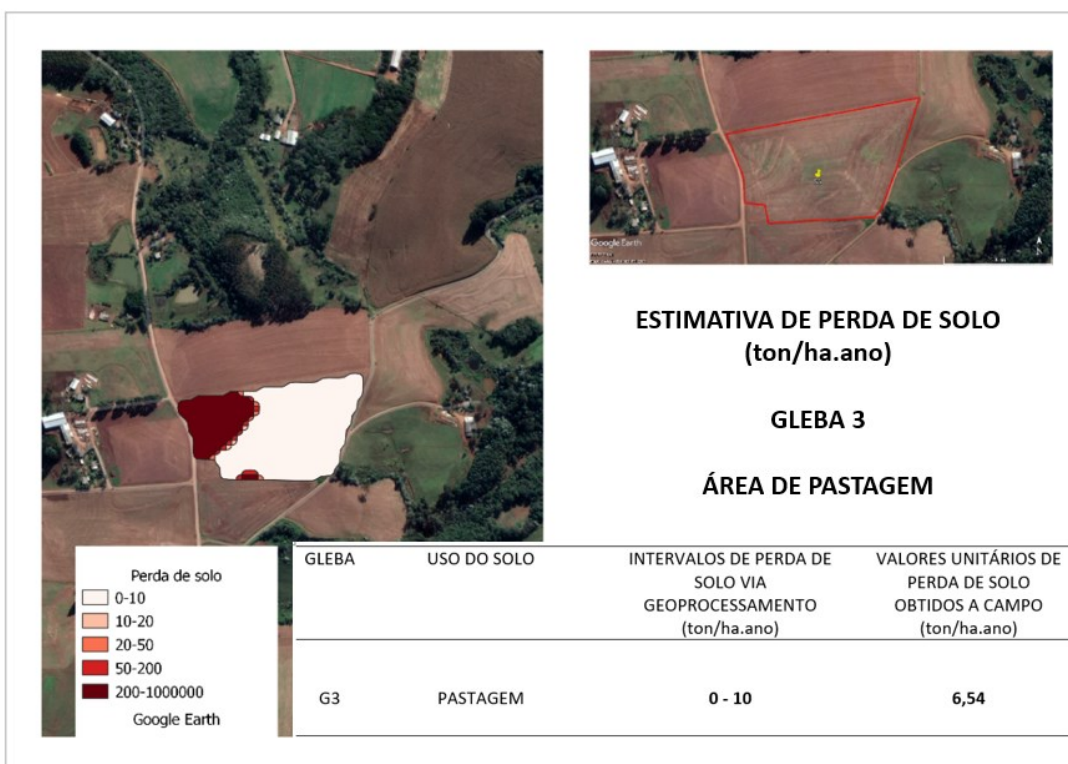 Google Earth
ESTIMATIVA DE PERDA DE SOLO
(ton/ha.ano)
GLEBA 3
ÁREA DE PASTAGEM
Perda de solo
0-10
10-20
20-50
50-200
200-1000000
Google Earth
GLEBA USO DO SOLO INTERVALOS DE PERDA DE VALORES UNITÁRIOS DE
SOLO VIA PERDA DE SOLO
GEOPROCESSAMENTO OBTIDOS A CAMPO
(ton/ha.ano) (ton/ha.ano)
G3 PASTAGEM 0 - 10 6,54